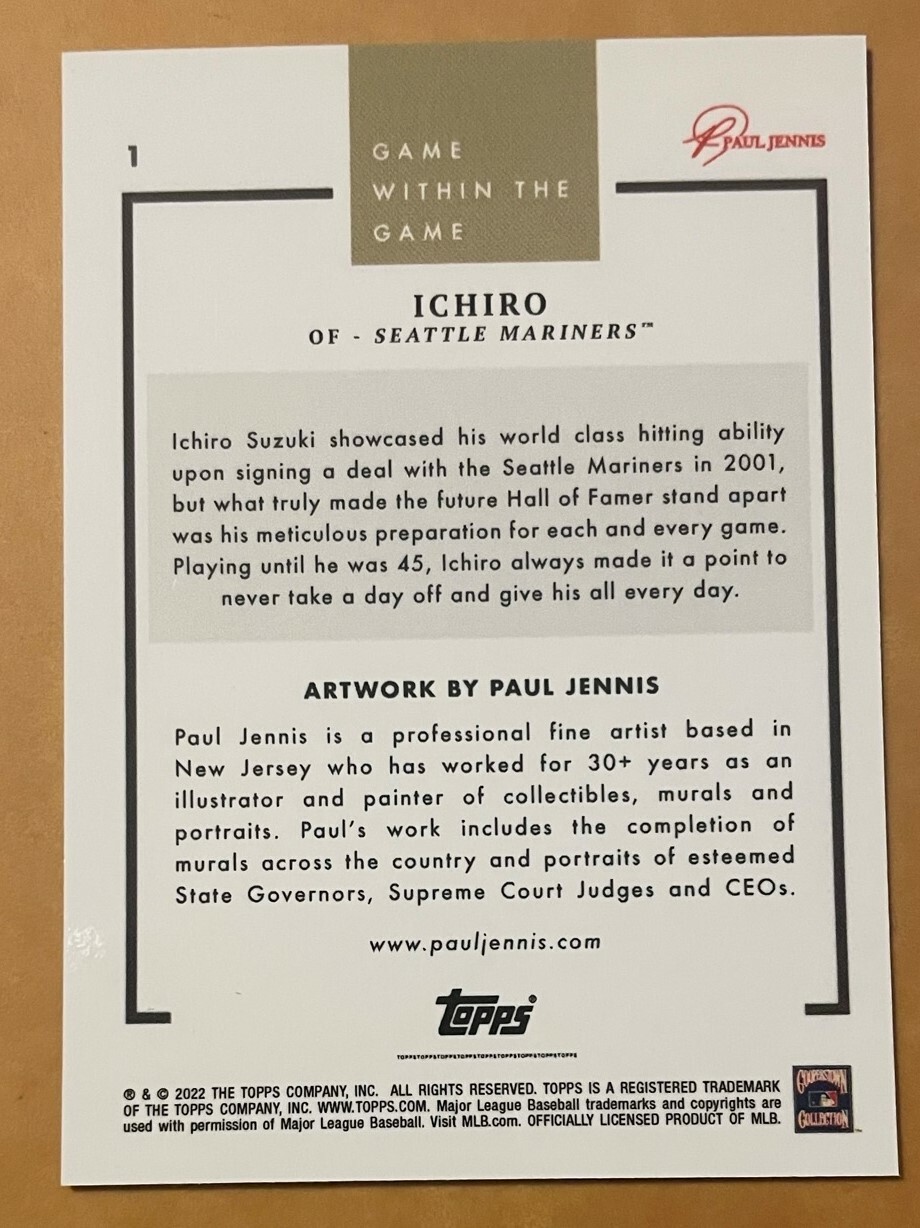 1
GAME
WITHIN THE
GAME
PAUL JENNIS
ICHIRO
OF - SEATTLE MARINERS™
Ichiro Suzuki showcased his world class hitting ability
upon signing a deal with the Seattle Mariners in 2001,
but what truly made the future Hall of Famer stand apart
was his meticulous preparation for each and every game.
Playing until he was 45, Ichiro always made it a point to
never take a day off and give his all every day.
ARTWORK BY PAUL JENNIS
Paul Jennis is a professional fine artist based in
New Jersey who has worked for 30+ years as an
illustrator and painter of collectibles, murals and
portraits. Paul's work includes the completion of
murals across the country and portraits of esteemed
State Governors, Supreme Court Judges and CEOs.
www.pauljennis.com
topps®
TOPPSTOPPSTOPPSTOPPSTOPPSTOPPSTOPPSTOPPSTOPPS
® & © 2022 THE TOPPS COMPANY, INC. ALL RIGHTS RESERVED. TOPPS IS A REGISTERED TRADEMARK
OF THE TOPPS COMPANY, INC. WWW.TOPPS.COM. Major League Baseball trademarks and copyrights are
used with permission of Major League Baseball. Visit MLB.com. OFFICIALLY LICENSED PRODUCT OF MLB.
COOPERSTOWN
COLLECTION™